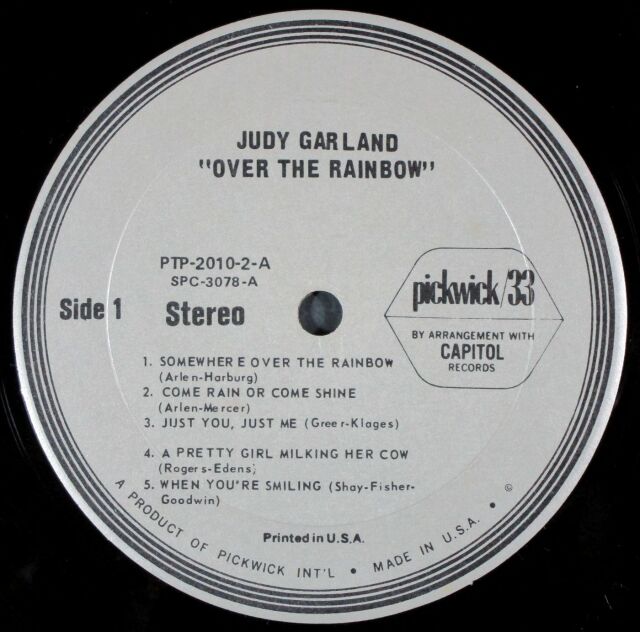 JUDY GARLAND
"OVER THE RAINBOW"
PTP-2010-2-A
SPC-3078-A
Side 1 Stereo
pickwick/33
BY ARRANGEMENT WITH
CAPITOL
RECORDS
1. SOMEWHERE OVER THE RAINBOW
(Arlen-Harburg)
2. COME RAIN OR COME SHINE
(Arlen-Mercer)
3. JIJST YOU, JUST ME (Greer-Klages)
4. A PRETTY GIRL MILKING HER COW
(Rogers-Edens)
5. WHEN YOU'RE SMILING (Shay-Fisher-
Goodwin)
Printed in U.S.A.
A PRODUCT OF PICKWICK INT'L • MADE IN U.S.A. • ©